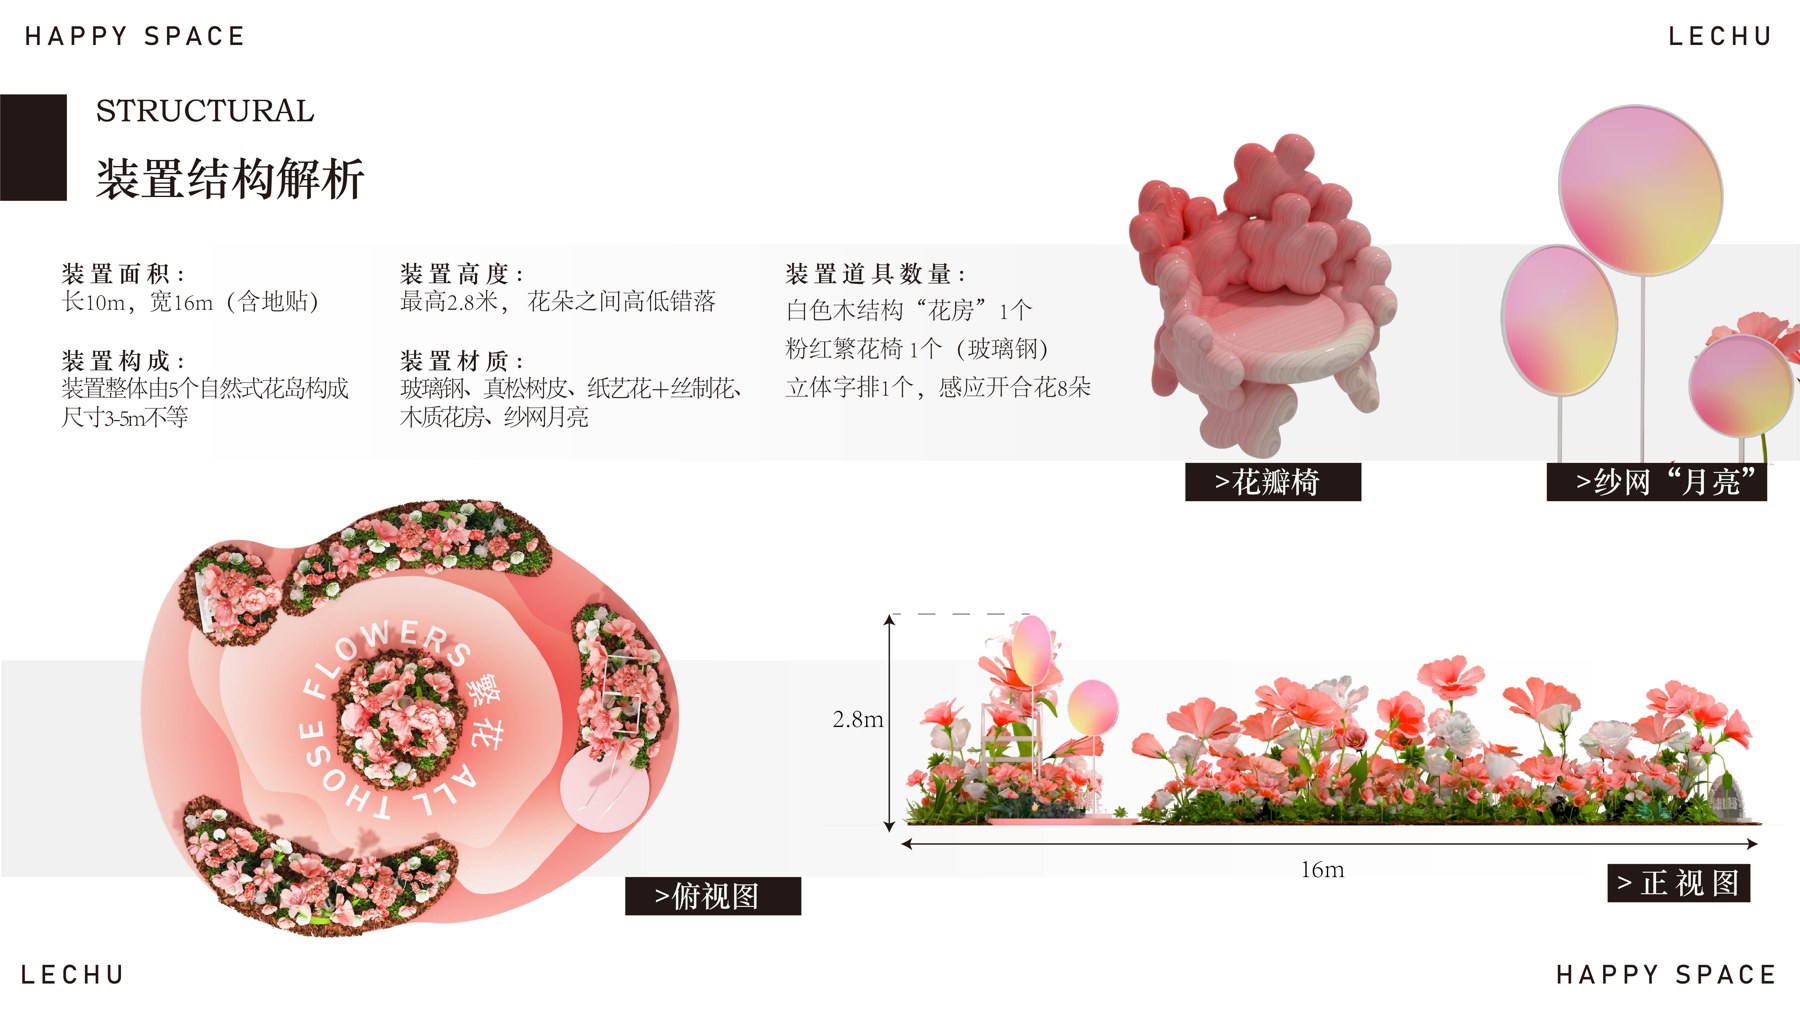 HAPPY SPACE
LECHU
STRUCTURAL
装置结构解析
装置面积：
长10m，宽16m（含地贴）
装置构成：
装置整体由5个自然式花岛构成
尺寸3-5m不等
装置高度：
最高2.8米， 花朵之间高低错落
装置材质：
玻璃钢、真松树皮、纸艺花+丝制花、
木质花房、纱网月亮
装置道具数量：
白色木结构“花房”1个
粉红繁花椅 1个（玻璃钢）
立体字排1个，感应开合花8朵
>花瓣椅
>纱网“月亮”
ALL THOSE FLOWERS 繁花
>俯视图
2.8m
16m
>正视图
LECHU
HAPPY SPACE